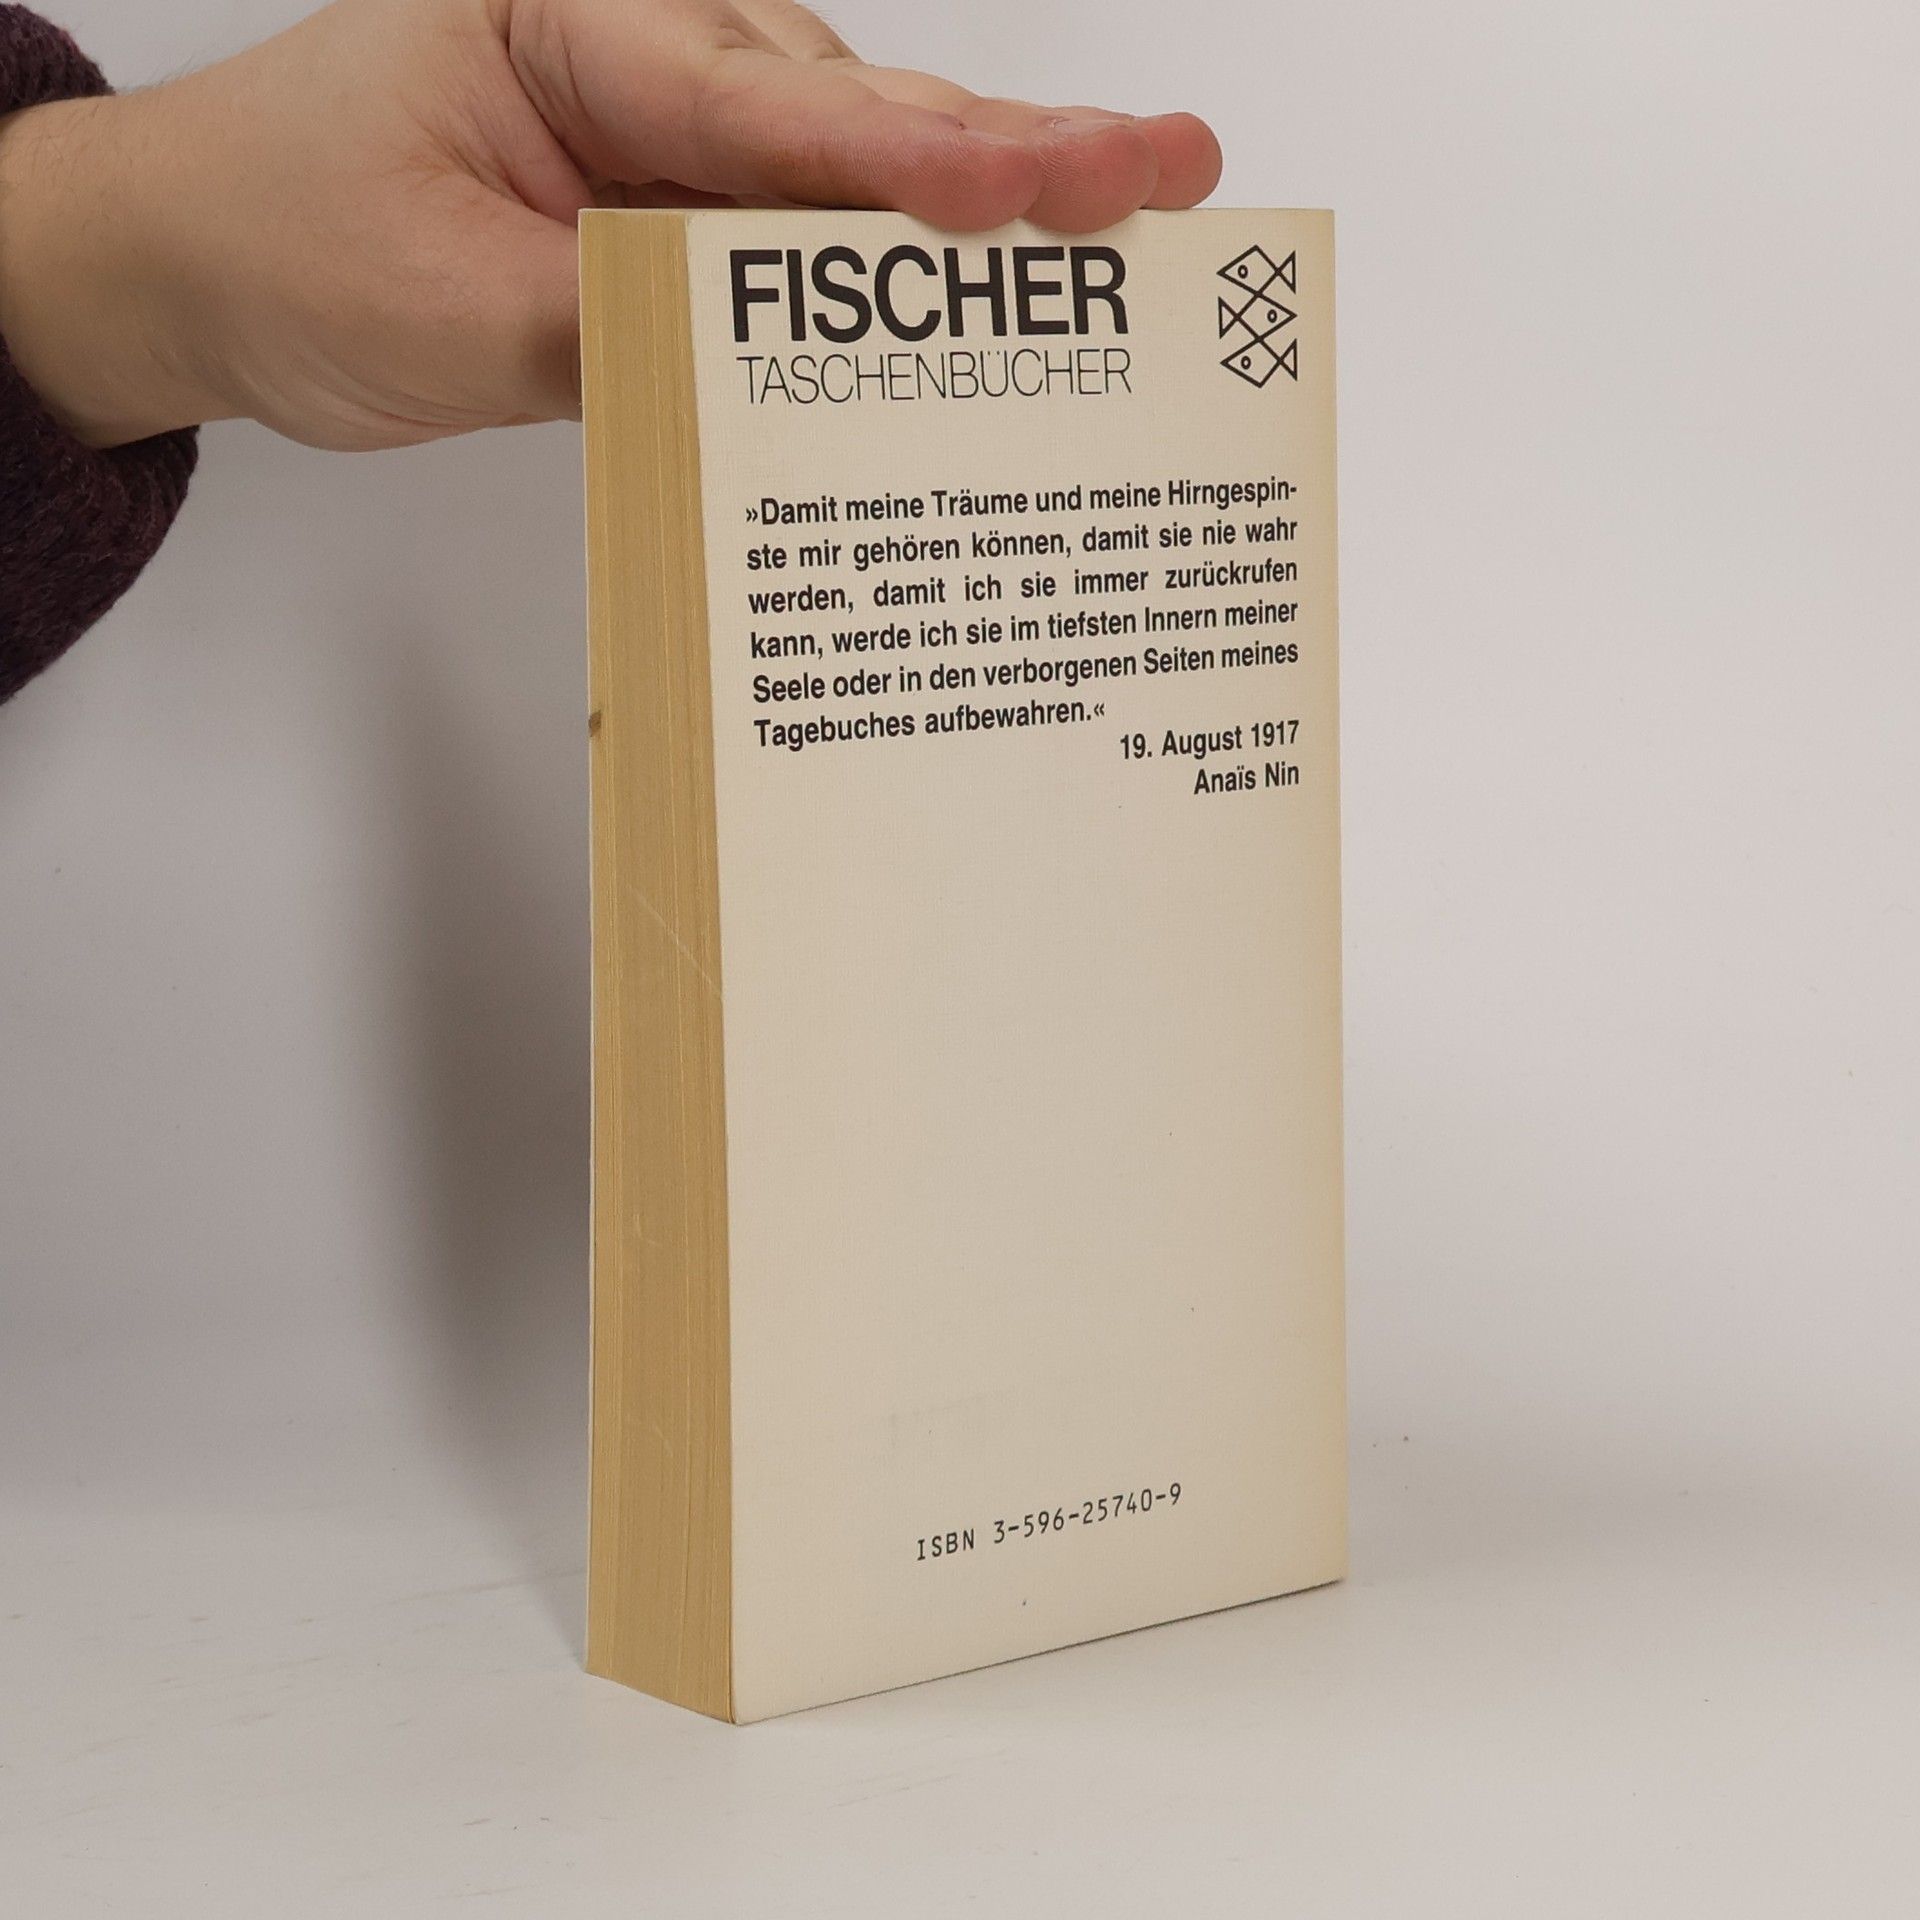 FISCHER
TASCHENBÜCHER
»Damit meine Träume und meine Hirngespin-
ste mir gehören können, damit sie nie wahr
werden, damit ich sie immer zurückrufen
kann, werde ich sie im tiefsten Innern meiner
Seele oder in den verborgenen Seiten meines
Tagebuches aufbewahren.«
19. August 1917
Anaïs Nin
ISBN 3-596-25740-9